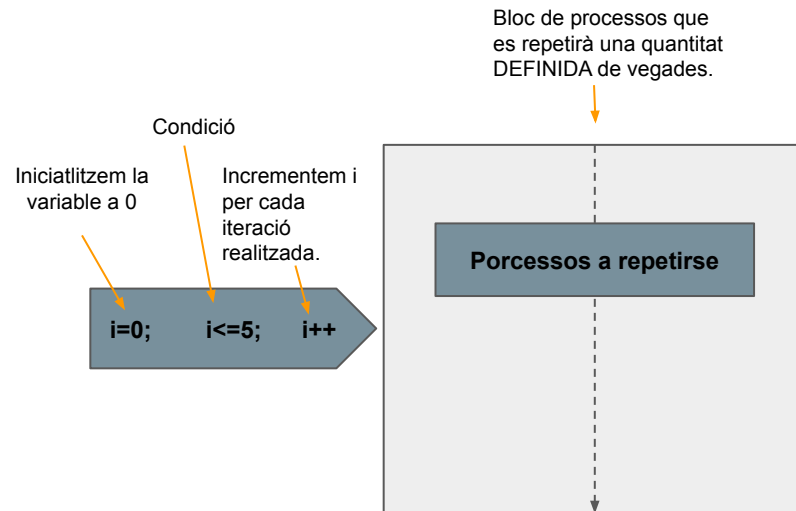 Bloc de processos que
es repetirà una quantitat
DEFINIDA de vegades.
Condició
Iniciatlitzem la
variable a 0
Incrementem i
per cada
iteració
realitzada.
Porcessos a repetirse
i=0; i<=5; i++